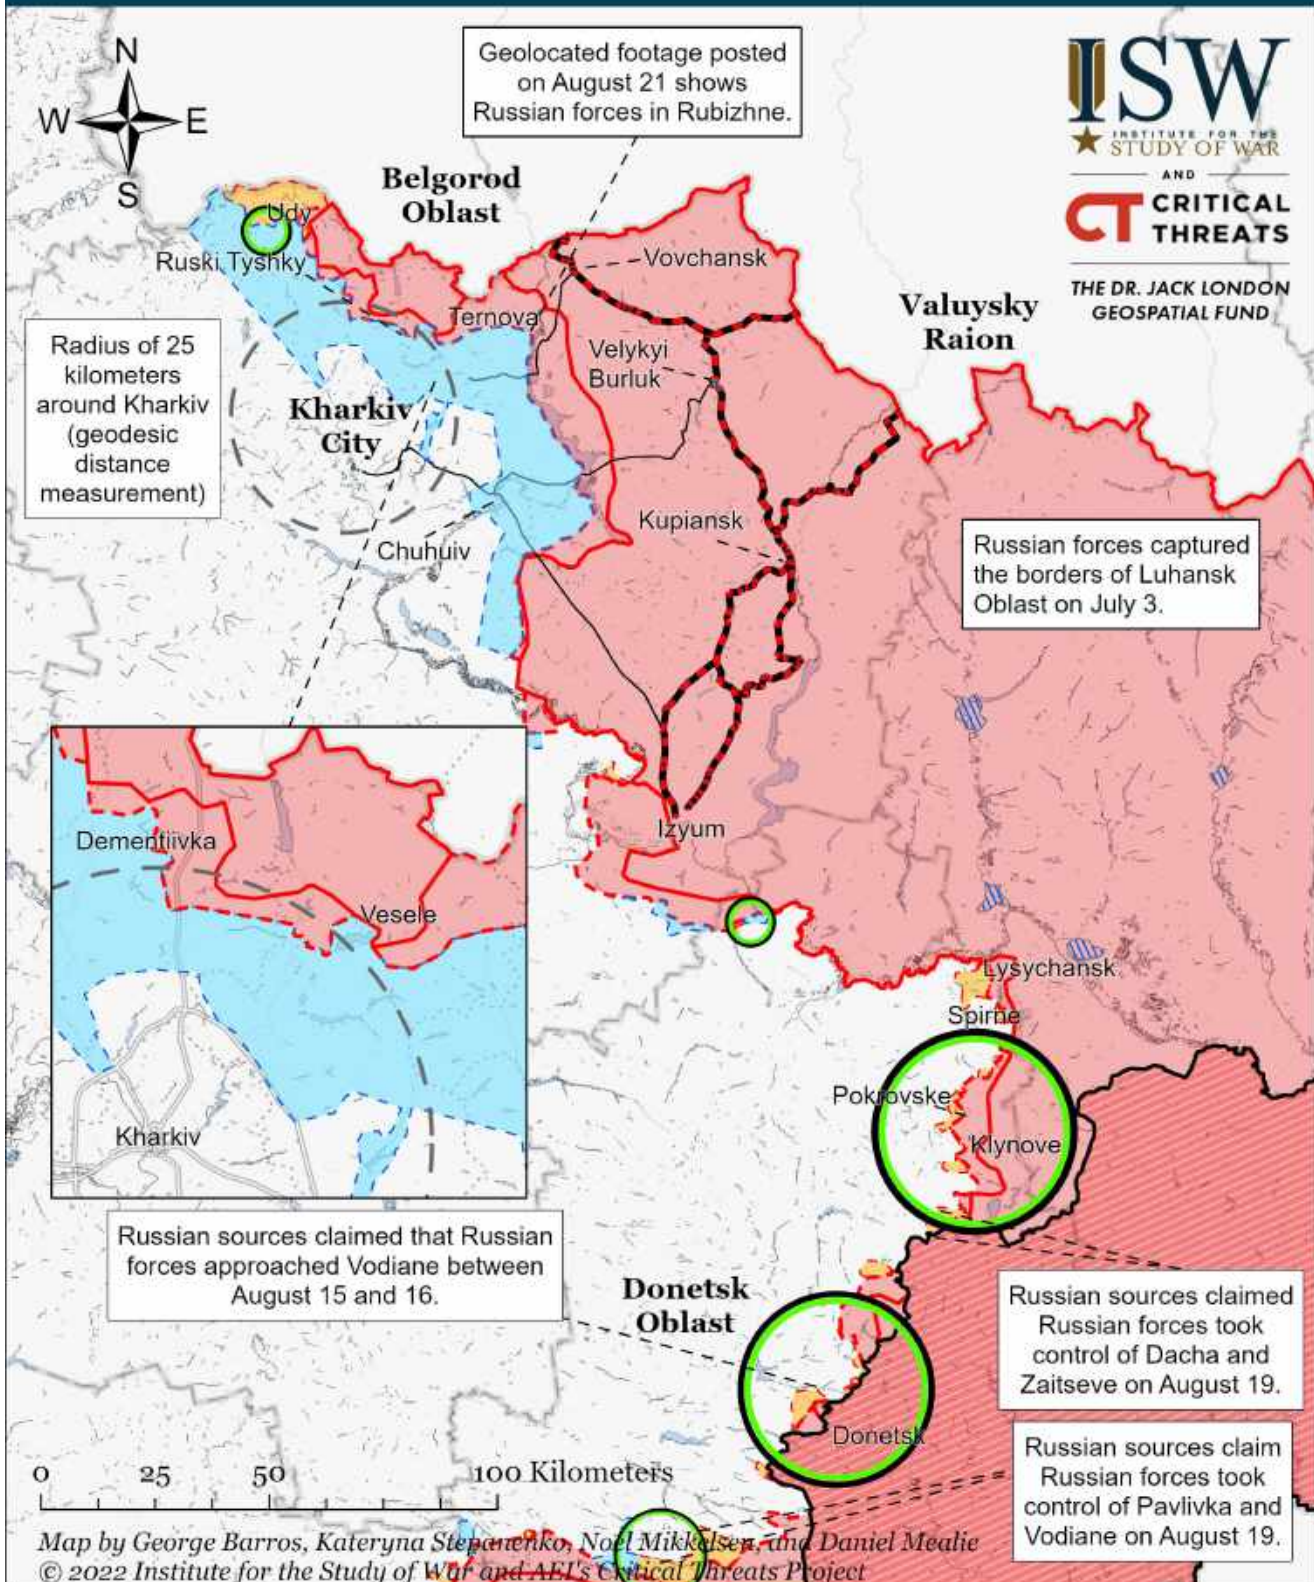 N
W E
S
Geolocated footage posted
on August 21 shows
Russian forces in Rubizhne.
ISW
INSTITUTE FOR THE
STUDY OF WAR
AND
CT CRITICAL
THREATS
THE DR. JACK LONDON
GEOSPATIAL FUND
Belgorod
Oblast
Udy
Ruski Tyshky
Vovchansk
Ternova
Valuysky
Raion
Radius of 25
kilometers
around Kharkiv
(geodesic
distance
measurement)
Velykyi
Burluk
Kharkiv
City
Kupiansk
Chuhuiv
Russian forces captured
the borders of Luhansk
Oblast on July 3.
Izyum
Dementiivka
Vesele
Kharkiv
Lysychansk
Spirne
Pokrovske
Klynove
Russian sources claimed that Russian
forces approached Vodiane between
August 15 and 16.
Donetsk
Oblast
Russian sources claimed
Russian forces took
control of Dacha and
Zaitseve on August 19.
Donetsk
Russian sources claim
Russian forces took
control of Pavlivka and
Vodiane on August 19.
0 25 50 100 Kilometers
Map by George Barros, Kateryna Stepanenko, Noel Mikkelsen, and Daniel Mealie
© 2022 Institute for the Study of War and AEI's Critical Threats Project